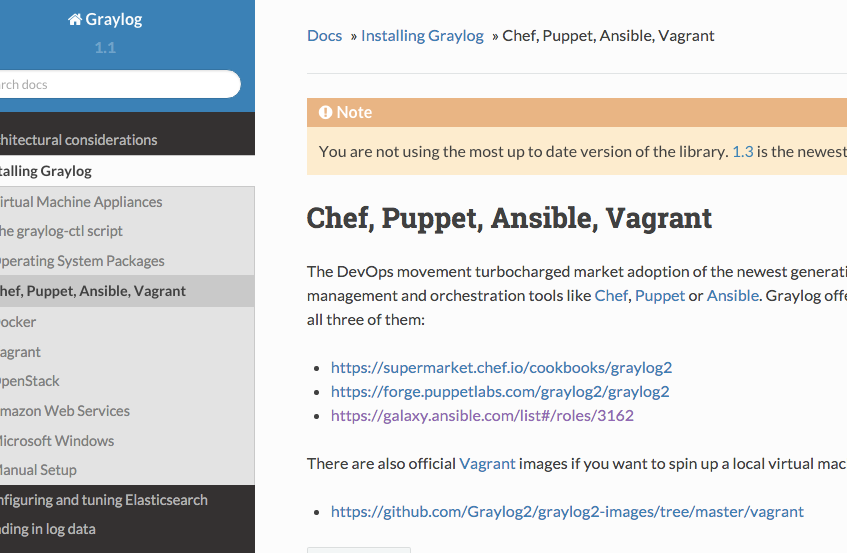 Graylog
1.1
rch docs
hitectural considerations
talling Graylog
irtual Machine Appliances
he graylog-ctl script
perating System Packages
hef, Puppet, Ansible, Vagrant
ocker
agrant
penStack
mazon Web Services
icrosoft Windows
anual Setup
nfiguring and tuning Elasticsearch
ding in log data
Docs » Installing Graylog » Chef, Puppet, Ansible, Vagrant
Note
You are not using the most up to date version of the library. 1.3 is the newest
Chef, Puppet, Ansible, Vagrant
The DevOps movement turbocharged market adoption of the newest generati
management and orchestration tools like Chef, Puppet or Ansible. Graylog offe
all three of them:
• https://supermarket.chef.io/cookbooks/graylog2
• https://forge.puppetlabs.com/graylog2/graylog2
• https://galaxy.ansible.com/list#/roles/3162
There are also official Vagrant images if you want to spin up a local virtual mac
• https://github.com/Graylog2/graylog2-images/tree/master/vagrant